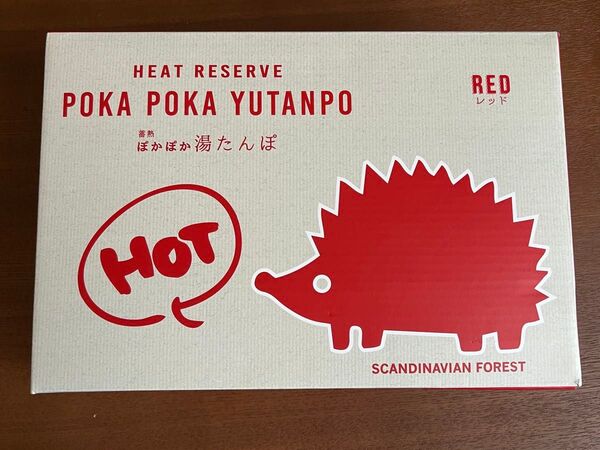 HEAT RESERVE
POKA POKA YUTANPO
蓄熱
ぽかぽか湯たんぽ
RED
レッド
HOT
SCANDINAVIAN FOREST